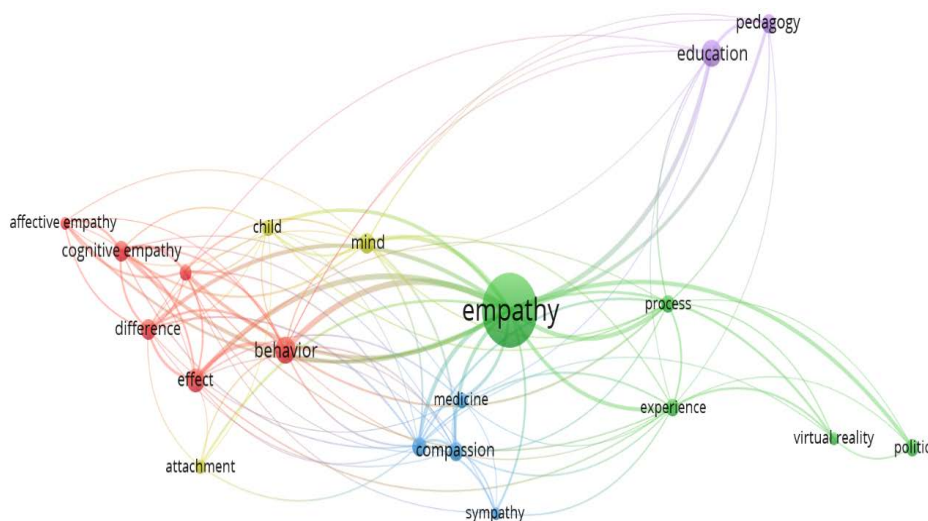 pedagogy
education
affective empathy
child
cognitive empathy
mind
empathy
process
difference
behavior
effect
medicine
experience
compassion
virtual reality
politic
attachment
sympathy